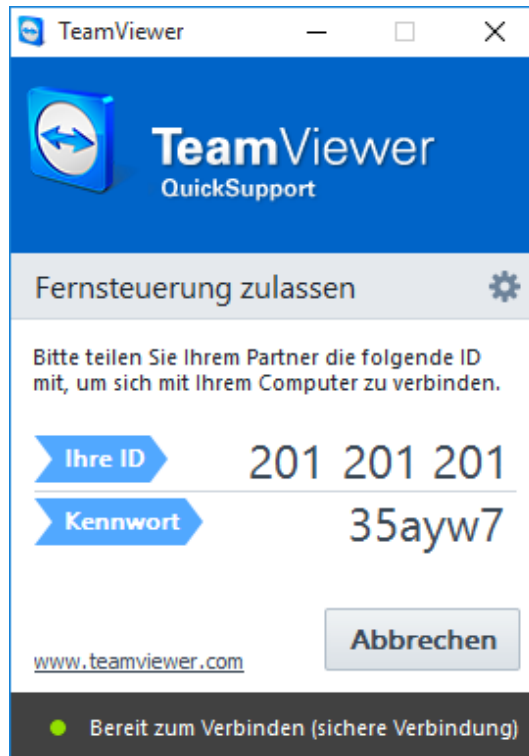 TeamViewer
TeamViewer
QuickSupport
Fernsteuerung zulassen
Bitte teilen Sie Ihrem Partner die folgende ID
mit, um sich mit Ihrem Computer zu verbinden.
Ihre ID 201 201 201
Kennwort 35ayw7
www.teamviewer.com
Abbrechen
Bereit zum Verbinden (sichere Verbindung)